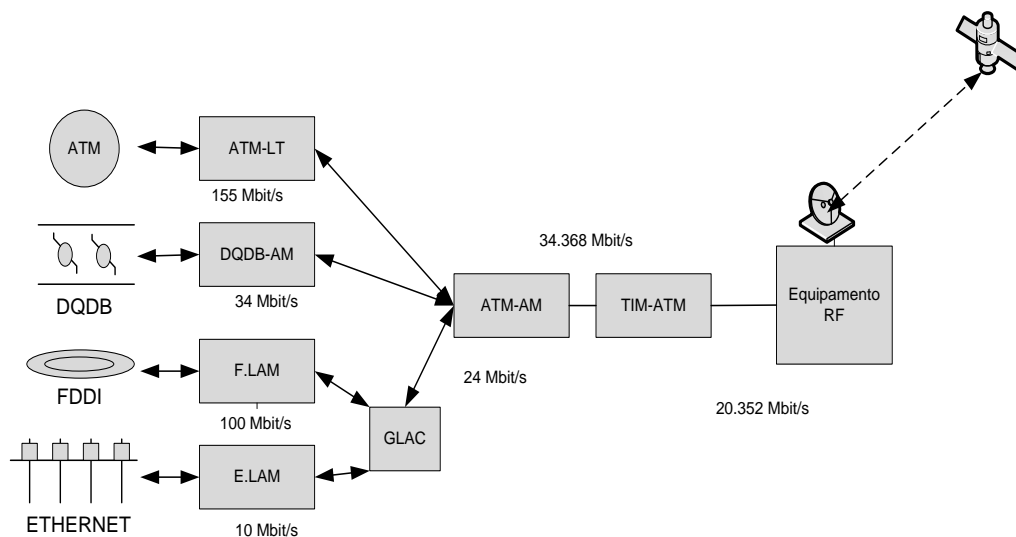 ATM
ATM-LT
155 Mbit/s
DQDB-AM
34 Mbit/s
DQDB
34.368 Mbit/s
ATM-AM
TIM-ATM
Equipamento
RF
F.LAM
FDDI
100 Mbit/s
24 Mbit/s
20.352 Mbit/s
GLAC
E.LAM
ETHERNET
10 Mbit/s